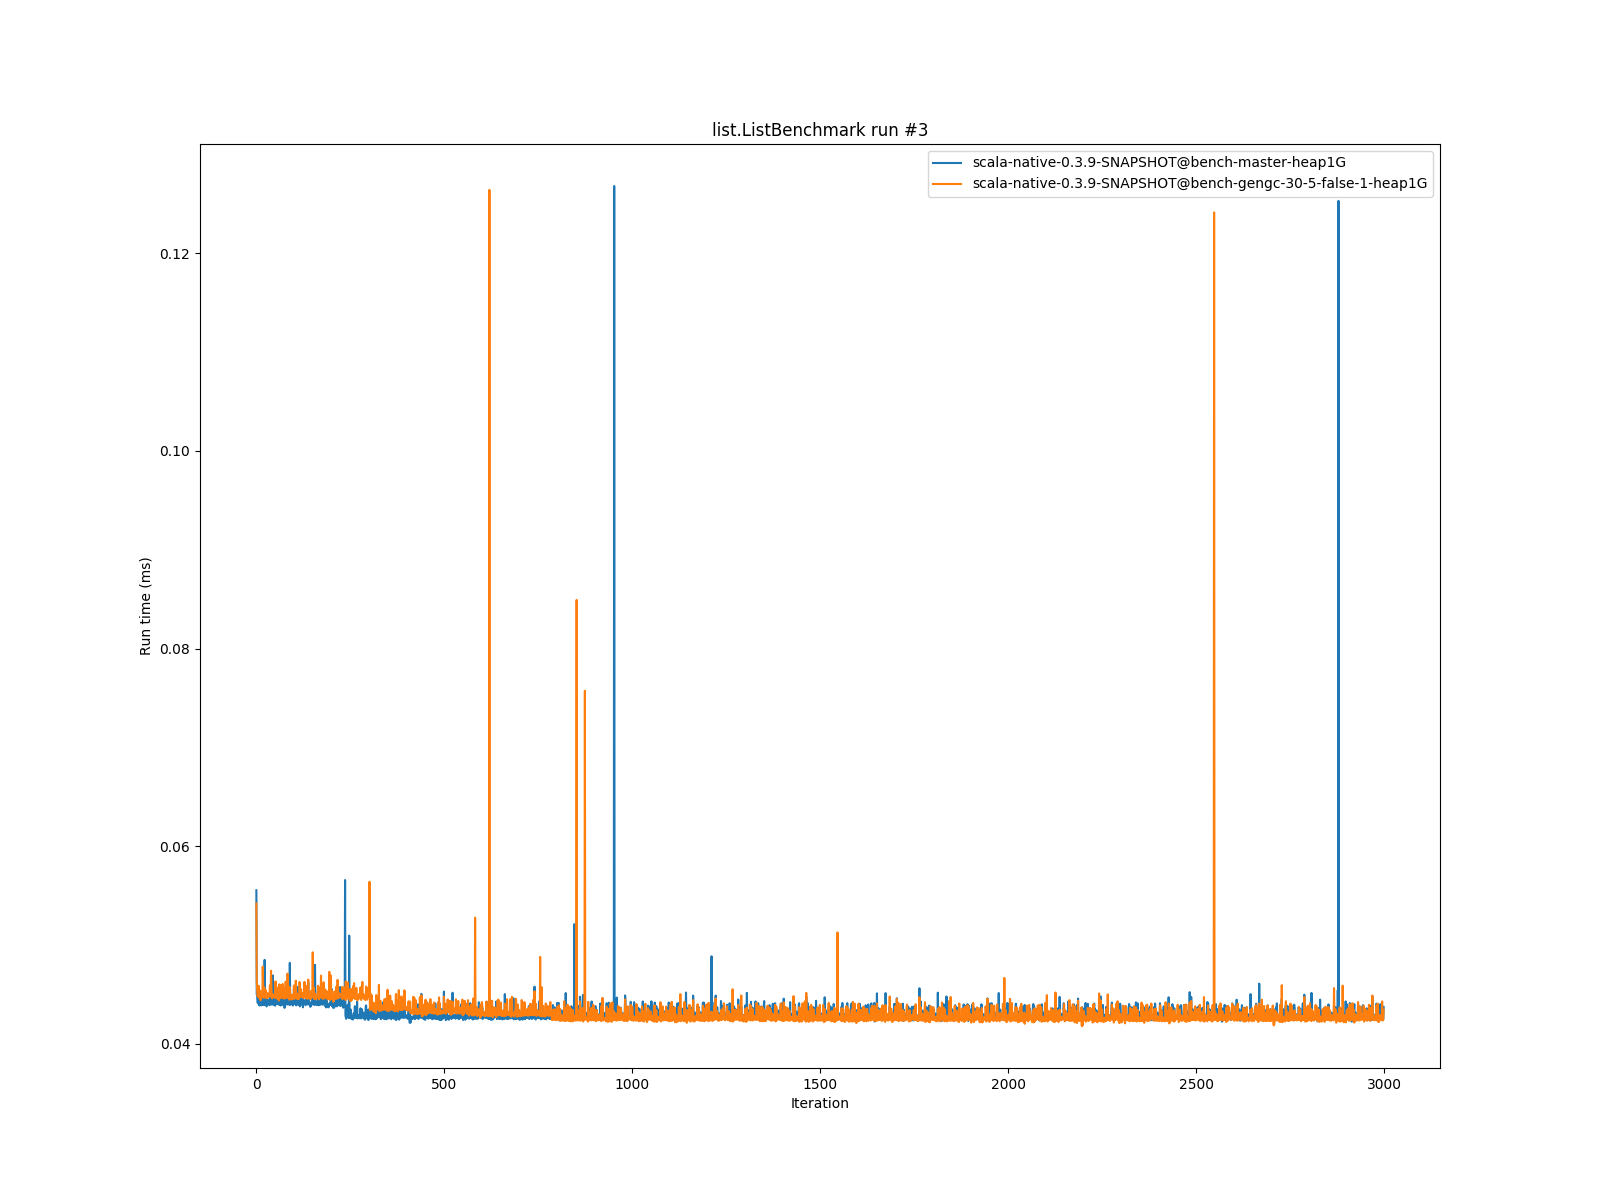 list.ListBenchmark run #3
scala-native-0.3.9-SNAPSHOT@bench-master-heap1G
scala-native-0.3.9-SNAPSHOT@bench-gengc-30-5-false-1-heap1G
Run time (ms)
0.12
0.10
0.08
0.06
0.04
0
500
1000
1500
2000
2500
3000
Iteration